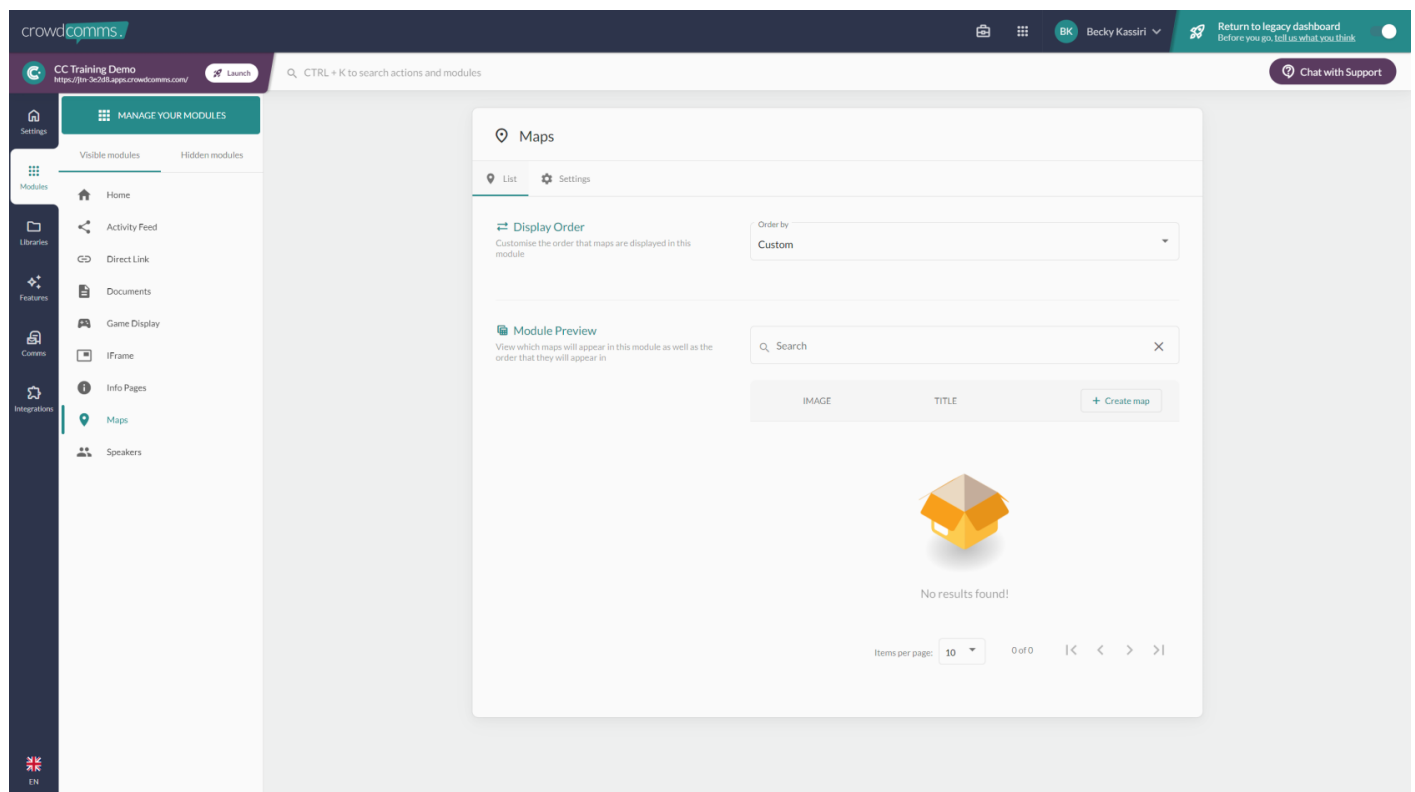 crowdcomms.
BK Becky Kassiri
Return to legacy dashboard
Before you go, tell us what you think
CC Training Demo
https://jtn-3e2d8.apps.crowdcomms.com/
Launch
CTRL + K to search actions and modules
Chat with Support
Settings
Modules
Libraries
Features
Comms
Integrations
EN
MANAGE YOUR MODULES
Visible modules Hidden modules
Home
Activity Feed
Direct Link
Documents
Game Display
IFrame
Info Pages
Maps
Speakers
Maps
List Settings
Display Order
Customise the order that maps are displayed in this
module
Order by
Custom
Module Preview
View which maps will appear in this module as well as the
order that they will appear in
Search
IMAGE TITLE + Create map
No results found!
Items per page: 10 0 of 0